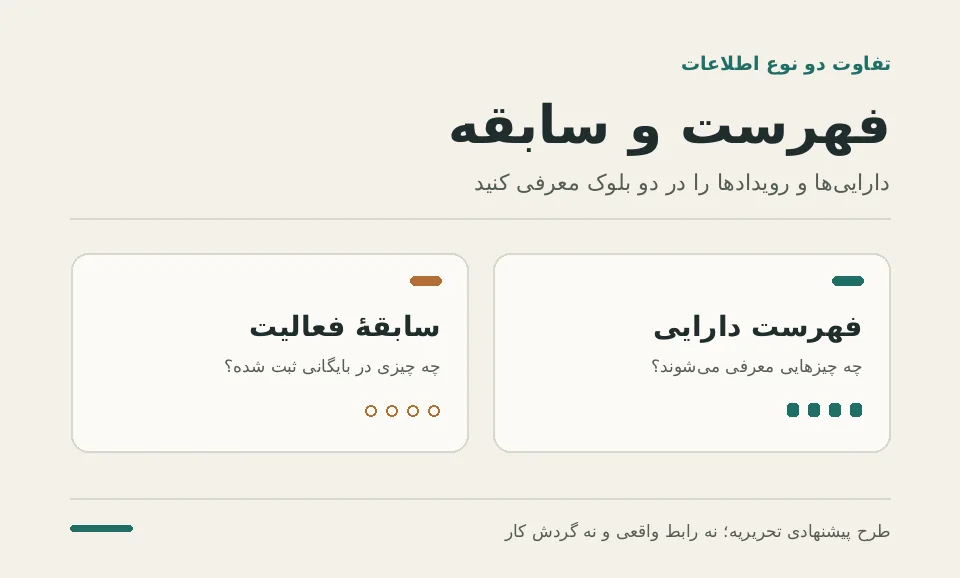 تفاوت دو نوع اطلاعات
فهرست و سابقه
دارایی‌ها و رویدادها را در دو بلوک معرفی کنید
فهرست دارایی
چه چیزهایی معرفی می‌شوند؟
سابقهٔ فعالیت
چه چیزی در بایگانی ثبت شده؟
طرح پیشنهادی تحریریه؛ نه رابط واقعی و نه گردش کار